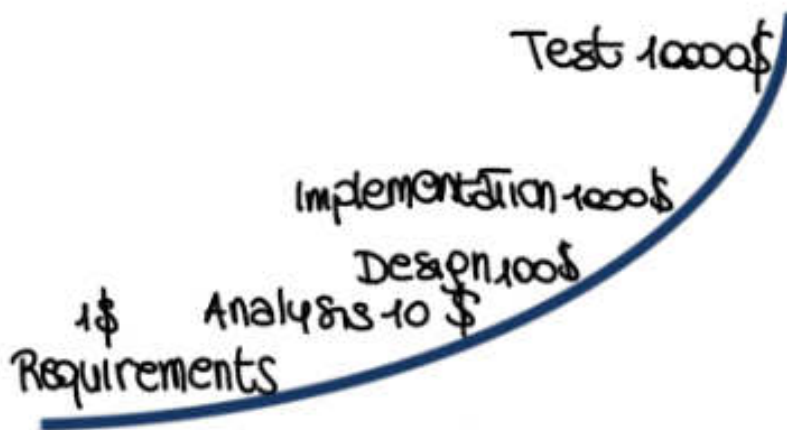 Test 10000$
Implementation 1000$
Design 100$
1$
Analysis 10 $
Requirements